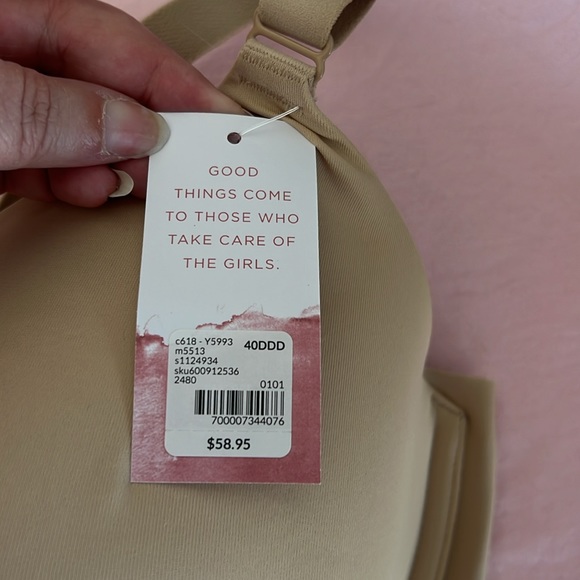 GOOD
THINGS COME
TO THOSE WHO
TAKE CARE OF
THE GIRLS.
c618 - Y5993 40DDD
m5513
s1124934
sku600912536
2480 0101
700007344076
$58.95